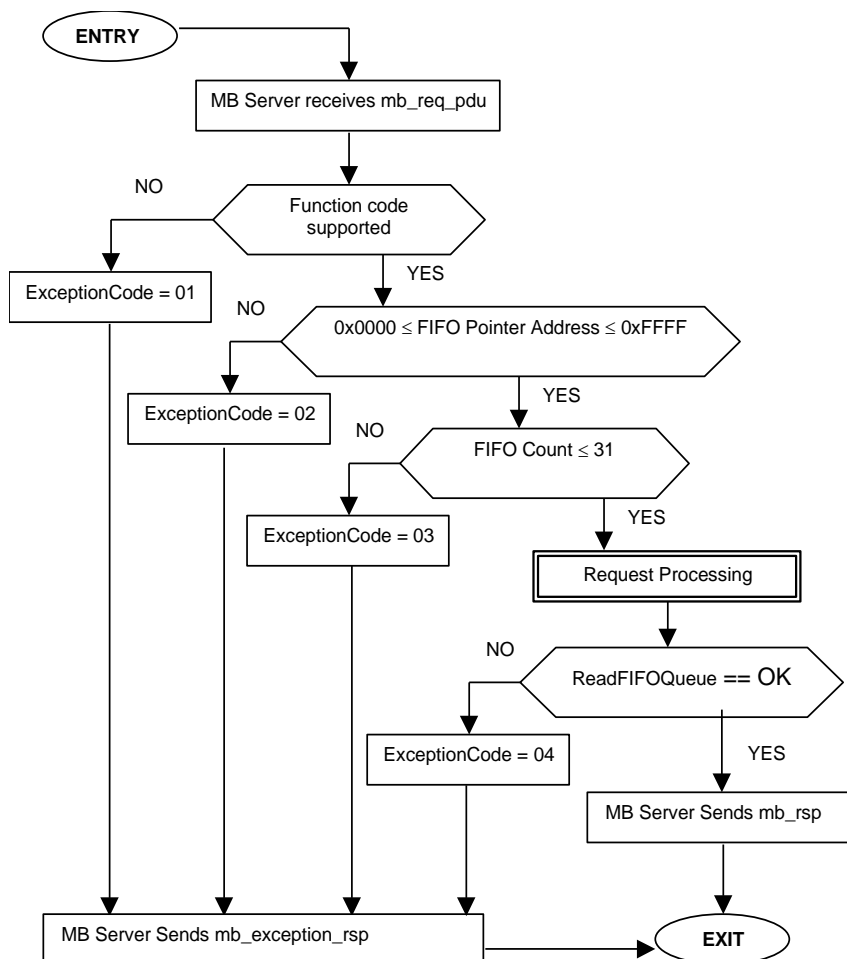 ENTRY
MB Server receives mb_req_pdu
NO
Function code
supported
YES
ExceptionCode = 01
NO
0x0000 ≤ FIFO Pointer Address ≤ 0xFFFF
YES
ExceptionCode = 02
NO
FIFO Count ≤ 31
YES
ExceptionCode = 03
Request Processing
NO
ReadFIFOQueue == OK
YES
ExceptionCode = 04
MB Server Sends mb_rsp
MB Server Sends mb_exception_rsp
EXIT